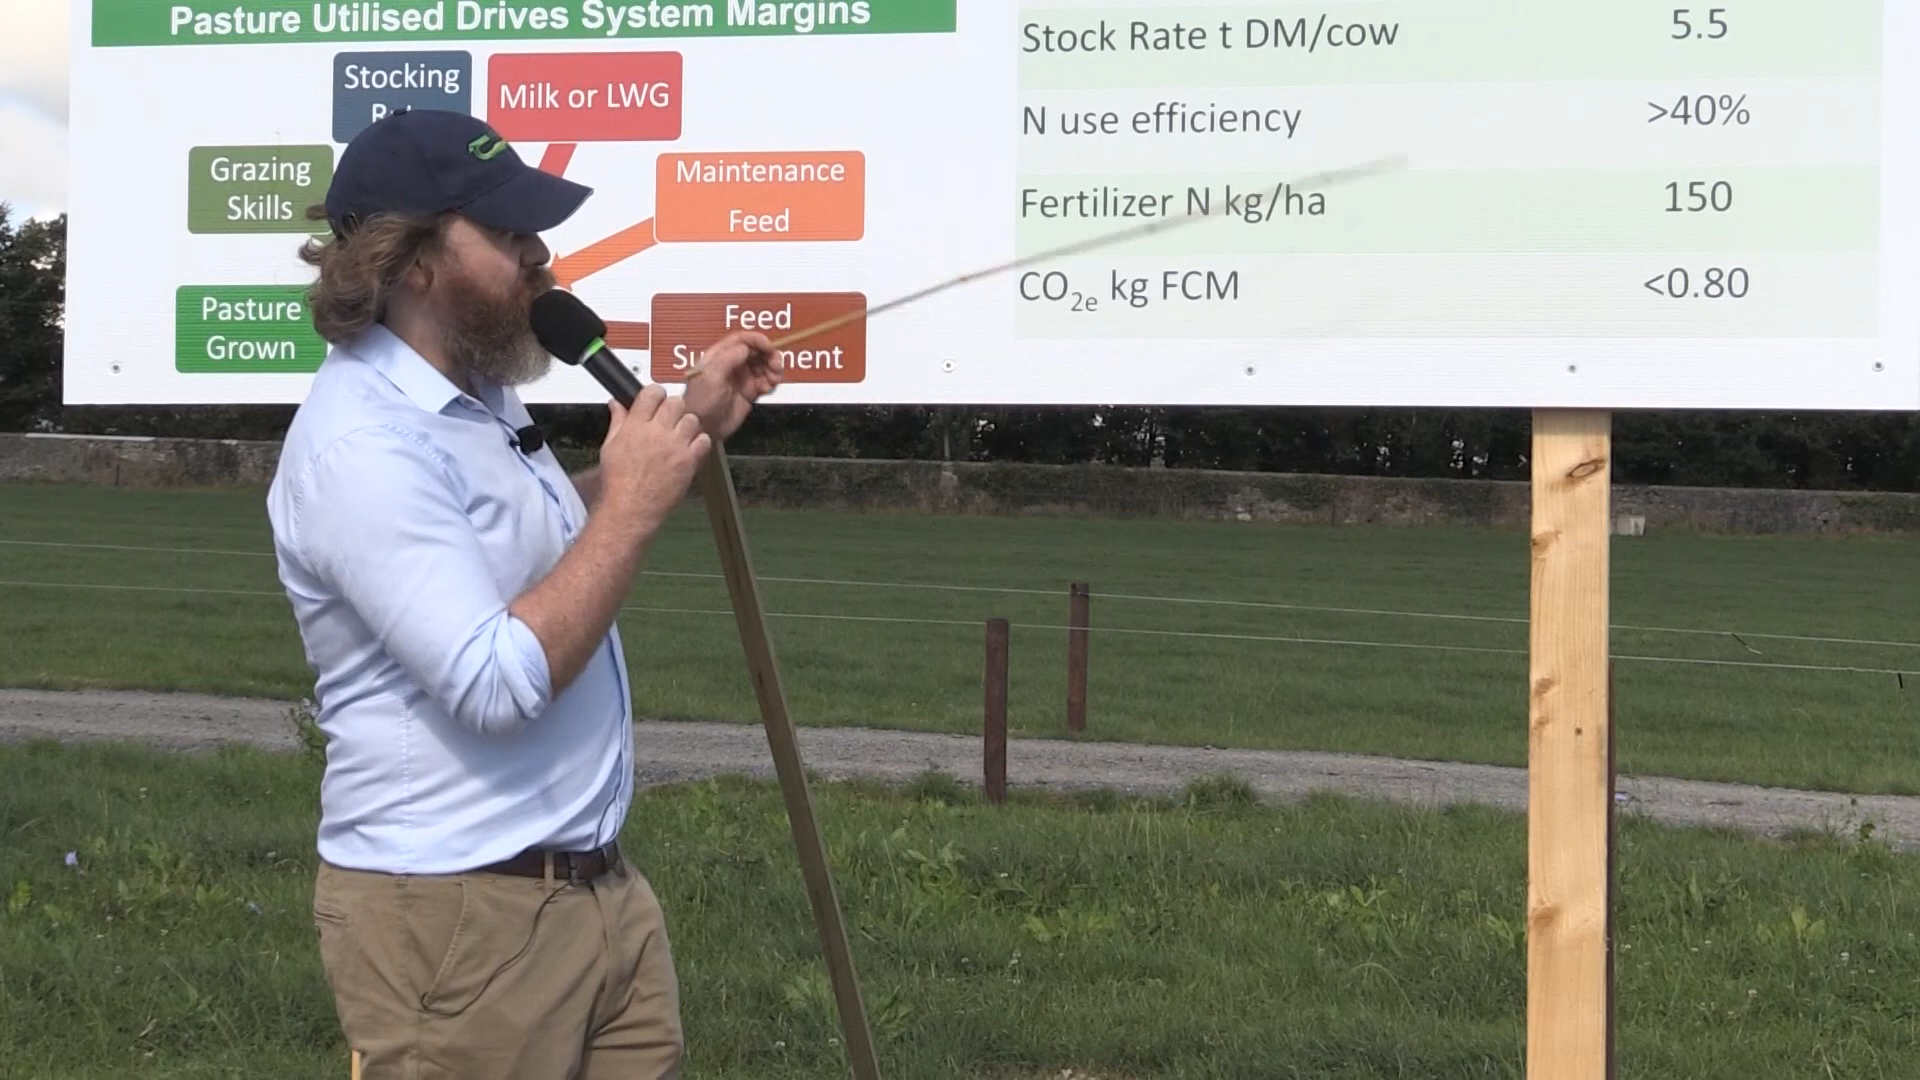 Pasture Utilised Drives System Margins
Stocking
Milk or LWG
Grazing
Skills
Maintenance
Feed
Pasture
Grown
Feed
Stock Rate t DM/cow 5.5
N use efficiency >40%
Fertilizer N kg/ha 150
CO2e kg FCM <0.80